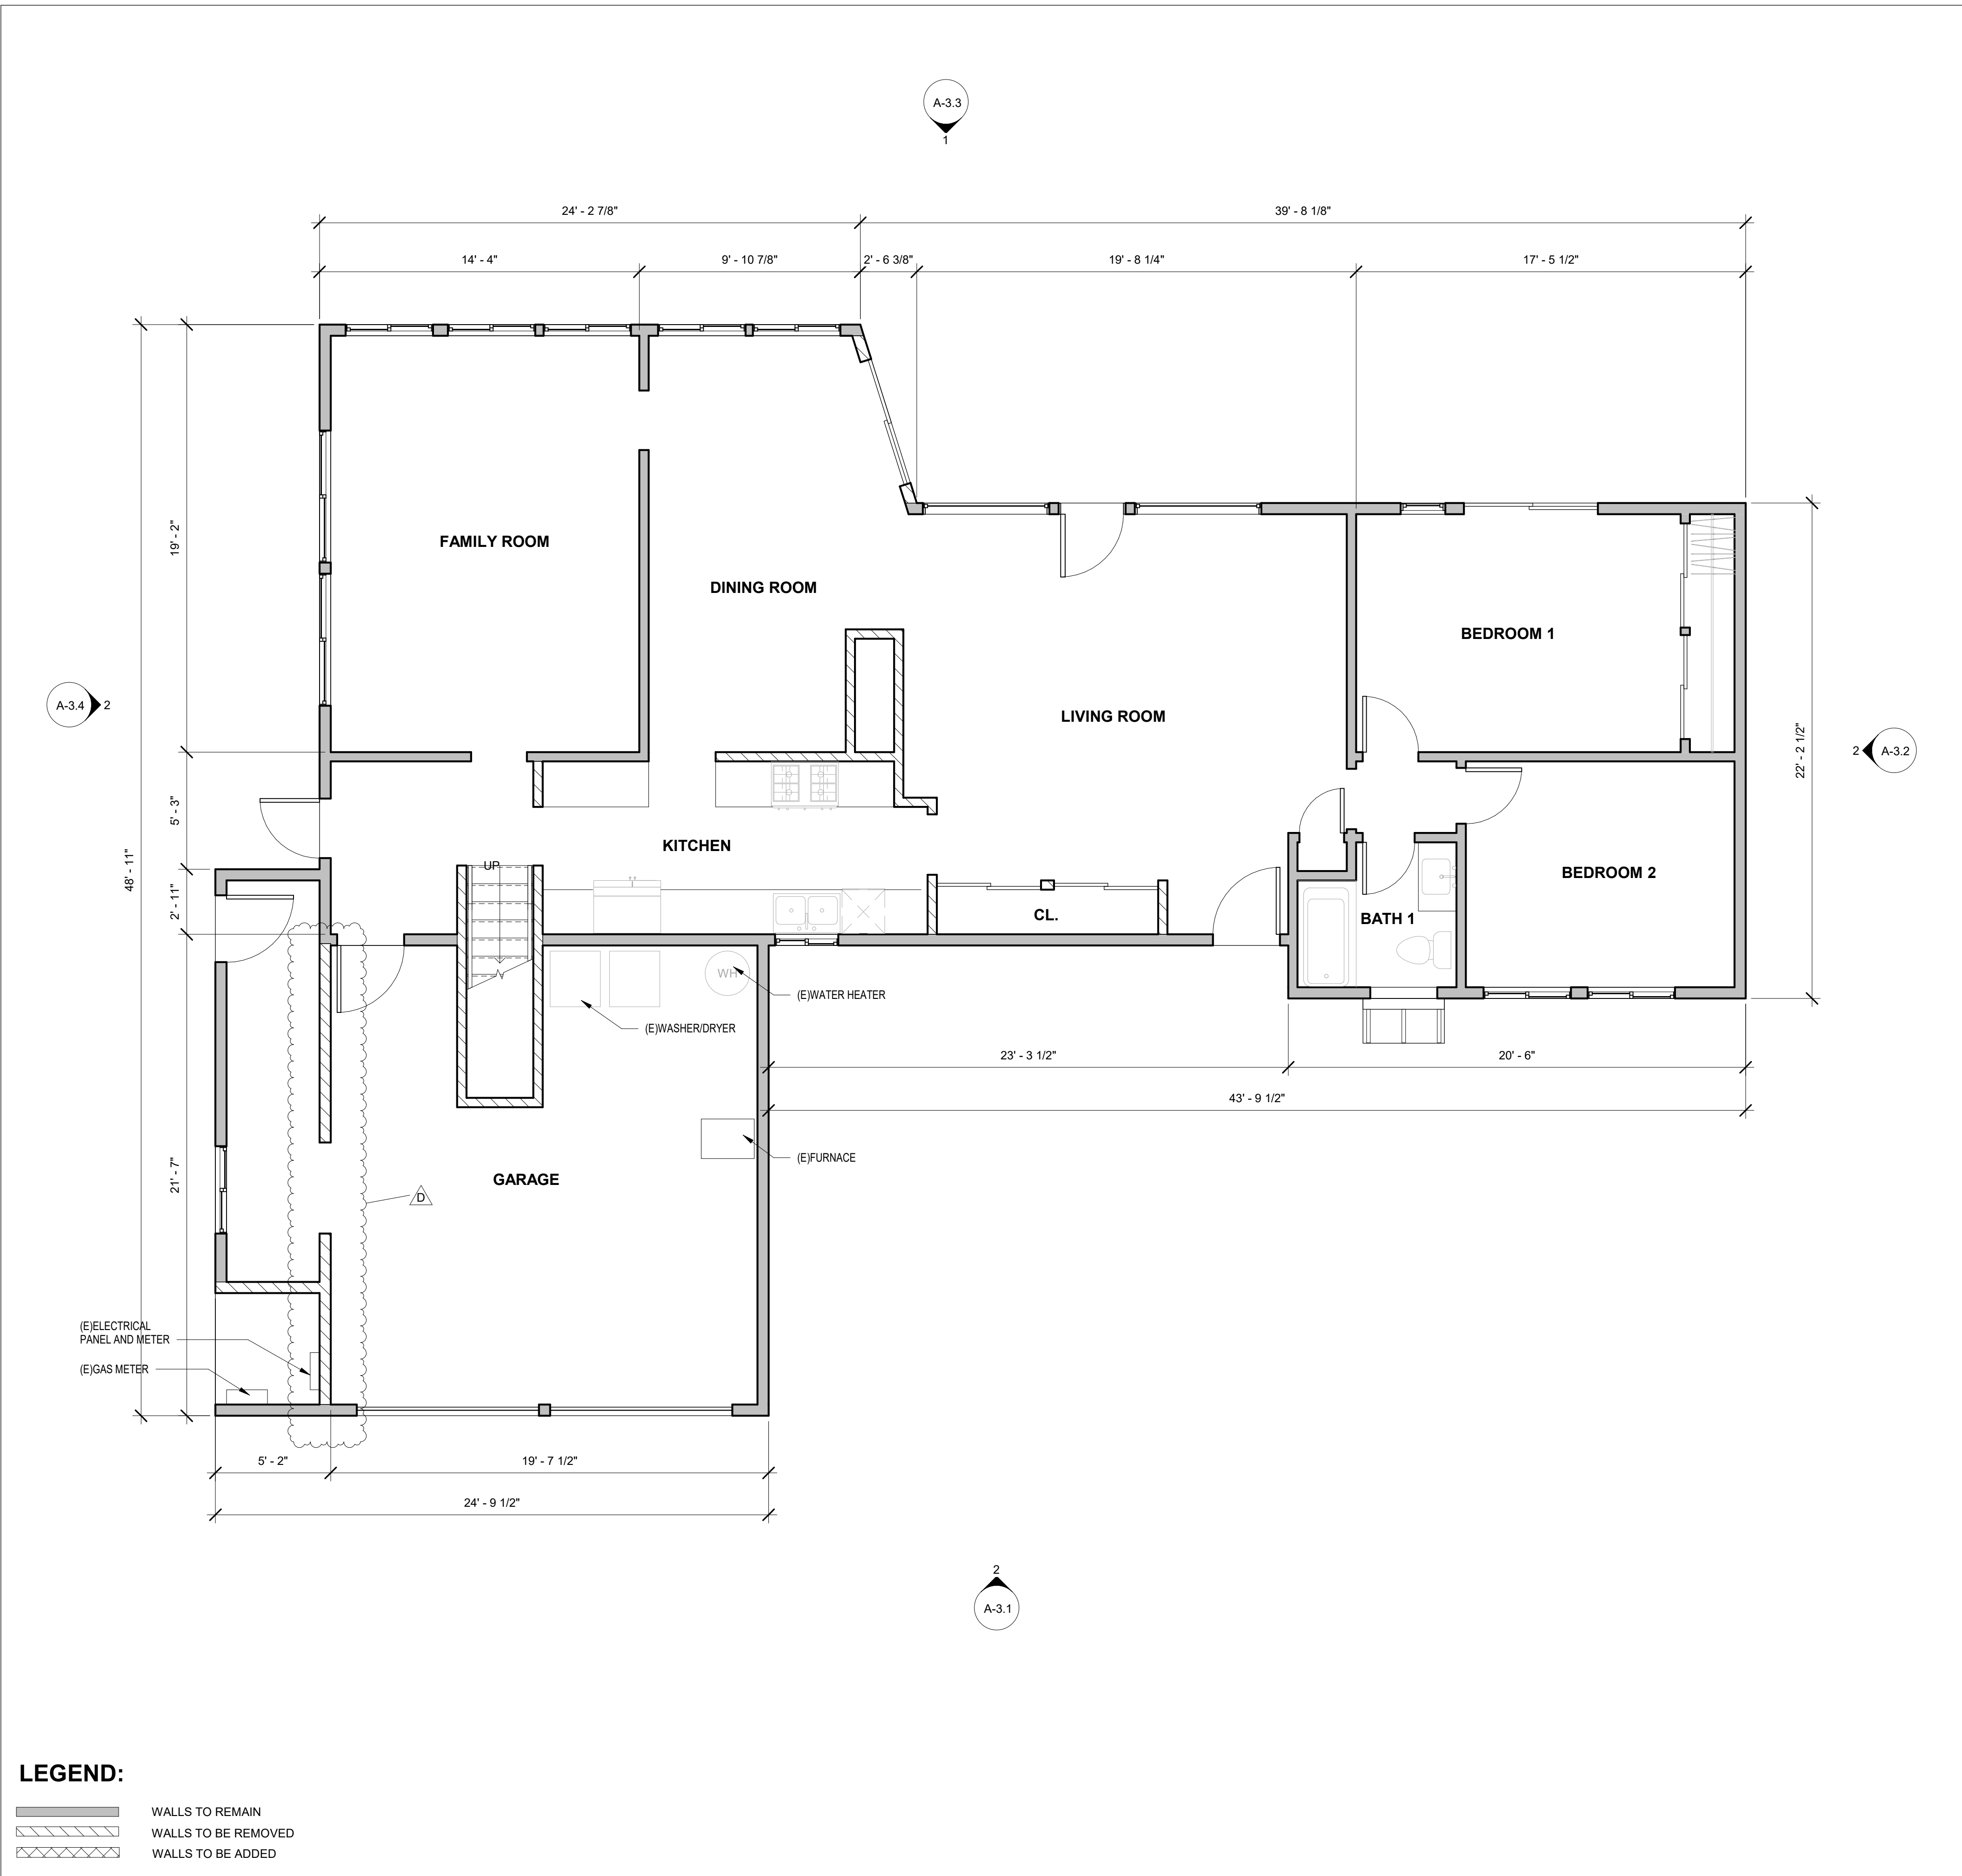 A-3.3
1
24' - 2 7/8"
39' - 8 1/8"
14' - 4"
9' - 10 7/8"
2' - 6 3/8"
19' - 8 1/4"
17' - 5 1/2"
19' - 2"
FAMILY ROOM
DINING ROOM
BEDROOM 1
A-3.4
2
LIVING ROOM
22' - 2 1/2"
2
A-3.2
5' - 3"
48' - 11"
KITCHEN
UP
2' - 11"
CL.
BATH 1
BEDROOM 2
WH
(E)WATER HEATER
(E)WASHER/DRYER
23' - 3 1/2"
20' - 6"
43' - 9 1/2"
21' - 7"
(E)FURNACE
GARAGE
D
(E)ELECTRICAL
PANEL AND METER
(E)GAS METER
5' - 2"
19' - 7 1/2"
24' - 9 1/2"
2
A-3.1
LEGEND:
WALLS TO REMAIN
WALLS TO BE REMOVED
WALLS TO BE ADDED